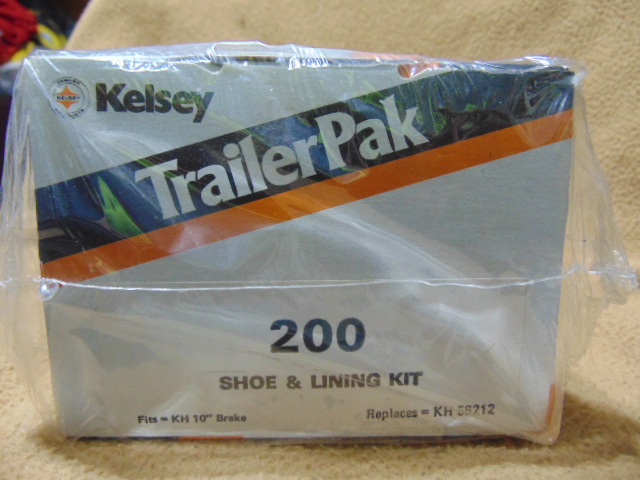 Kelsey
TrailerPak
200
SHOE & LINING KIT
Fits = KH 10" Brake
Replaces = KH 58212